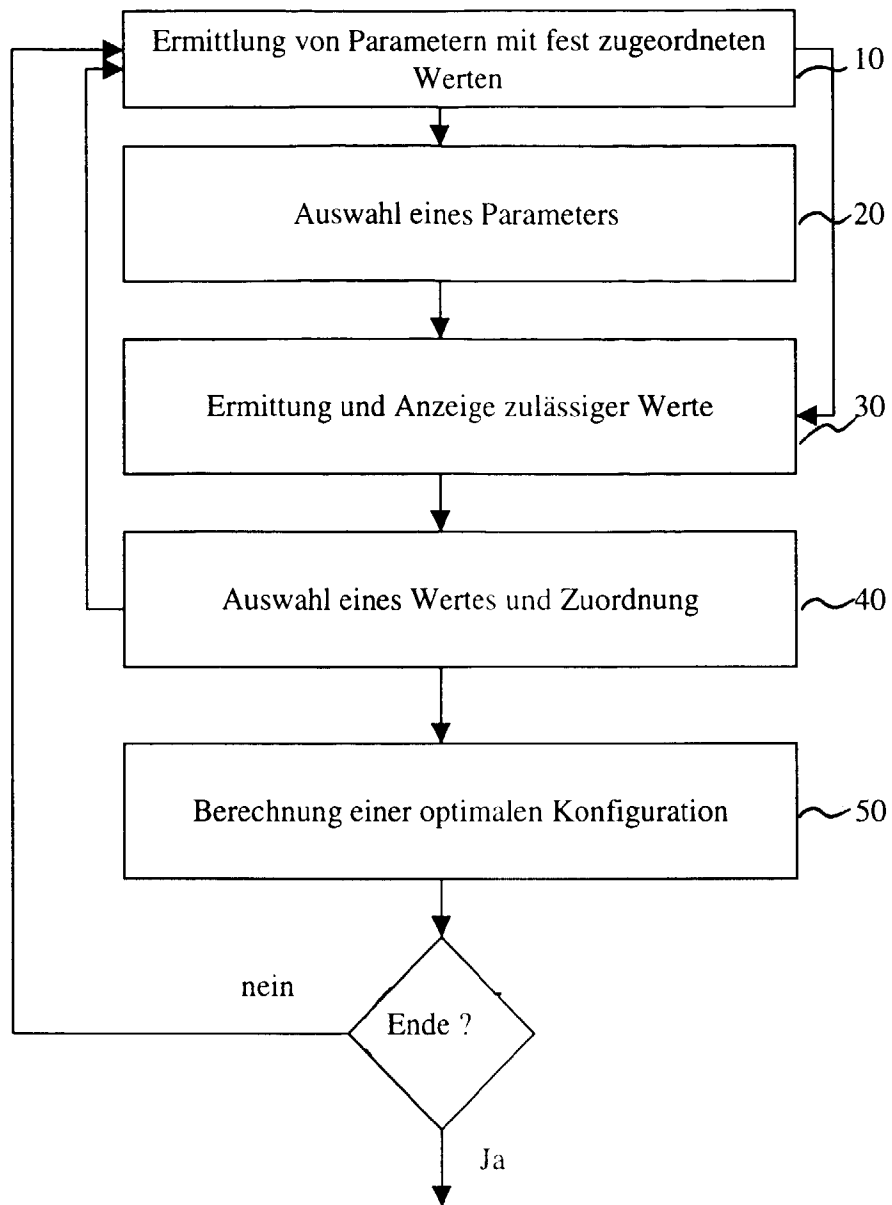 Ermittlung von Parametern mit fest zugeordneten
Werten
10
Auswahl eines Parameters
20
Ermittung und Anzeige zulässiger Werte
30
Auswahl eines Wertes und Zuordnung
40
Berechnung einer optimalen Konfiguration
50
nein
Ende ?
Ja